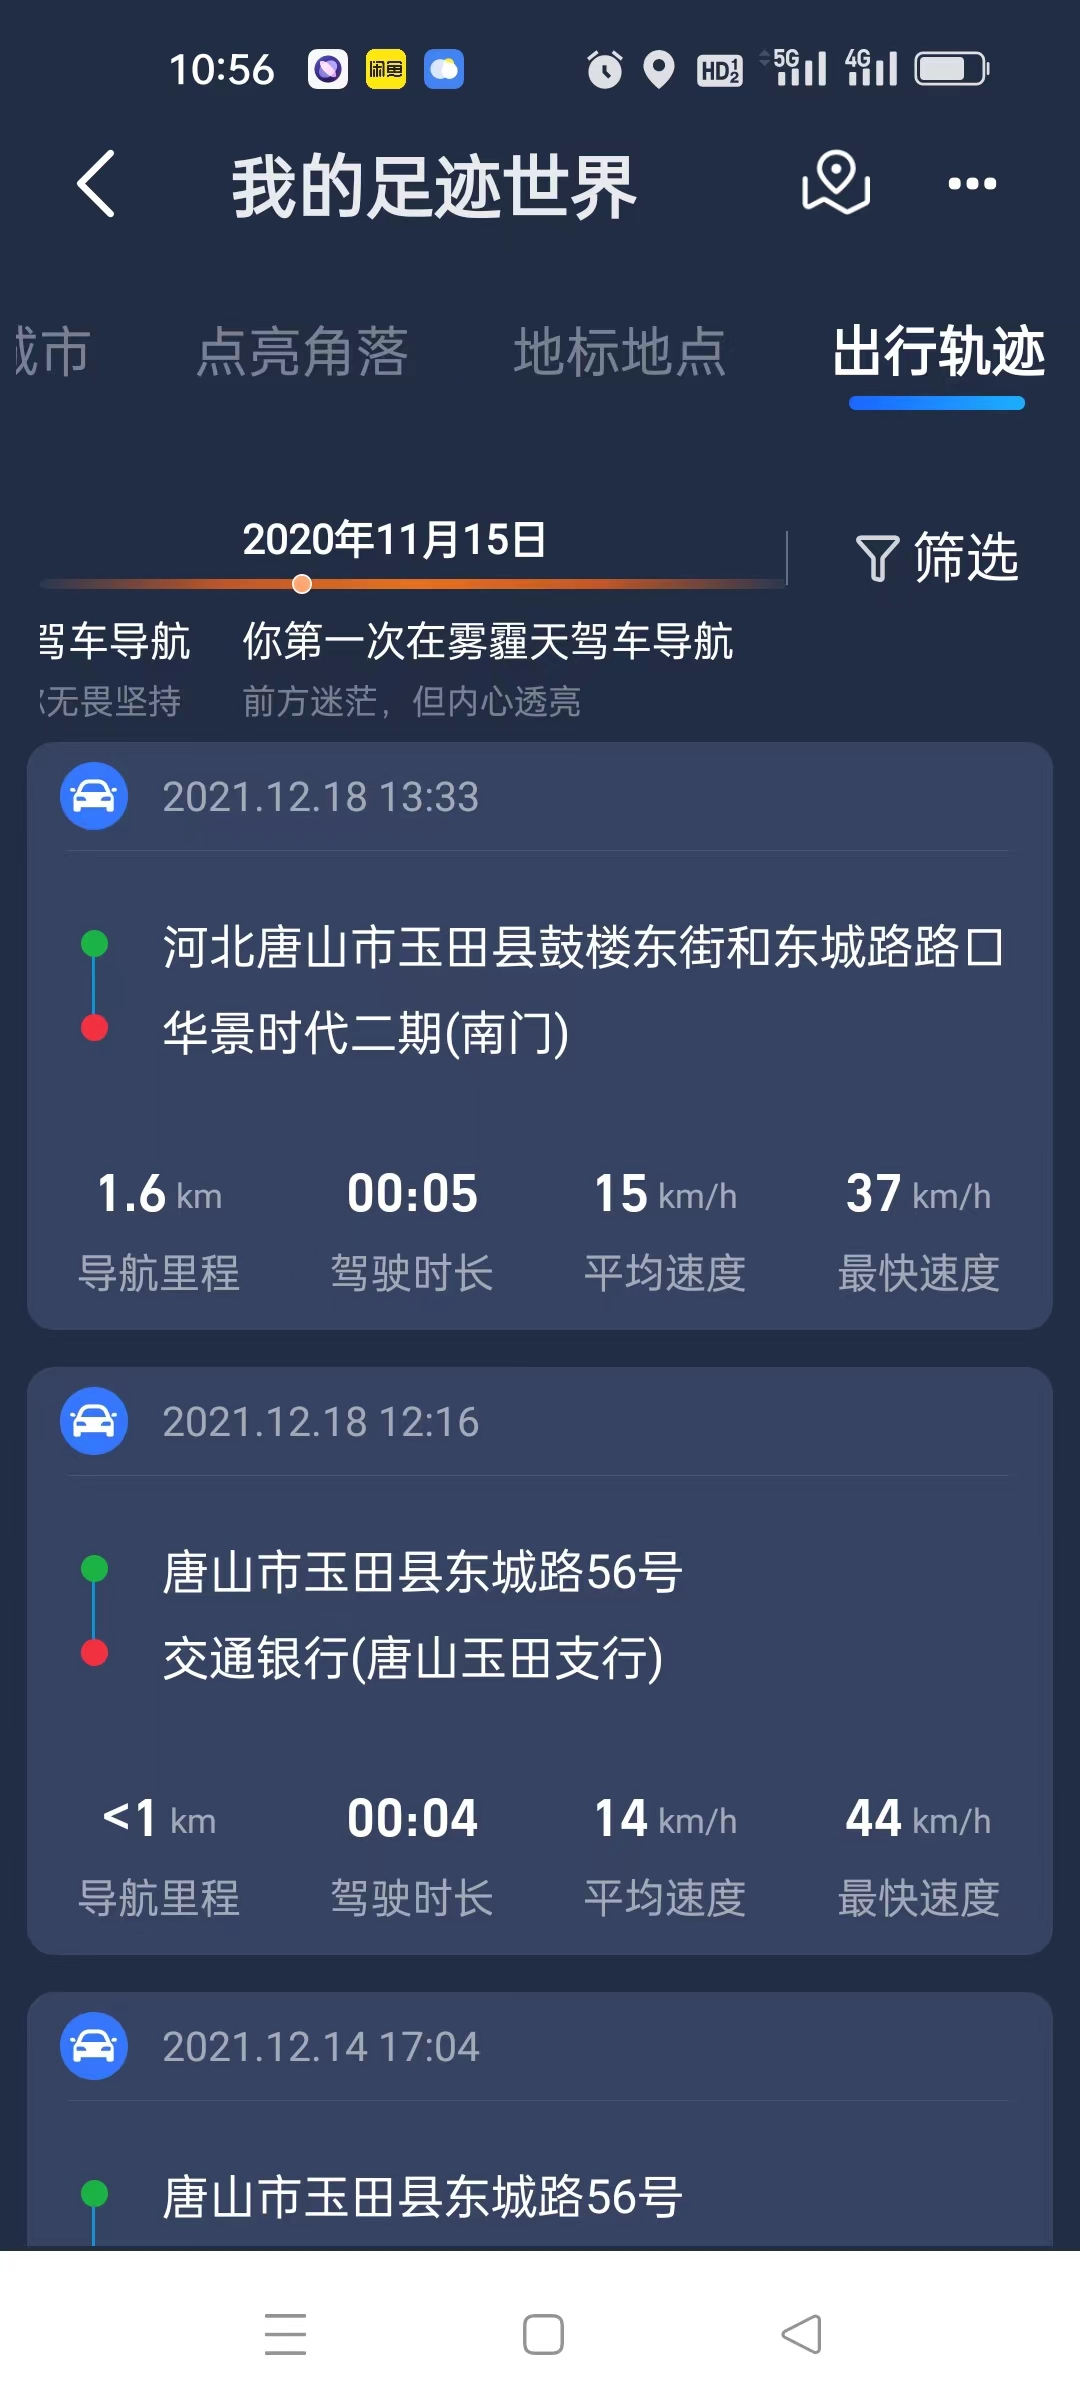 10:56 闲鱼 HD 1 2 5G 4G
我的足迹世界
城市 点亮角落 地标地点 出行轨迹
2020年11月15日
筛选
驾车导航 你第一次在雾霾天驾车导航
无畏坚持 前方迷茫，但内心透亮
2021.12.18 13:33
河北唐山市玉田县鼓楼东街和东城路路口
华景时代二期(南门)
1.6 km 00:05 15 km/h 37 km/h
导航里程 驾驶时长 平均速度 最快速度
2021.12.18 12:16
唐山市玉田县东城路56号
交通银行(唐山玉田支行)
<1 km 00:04 14 km/h 44 km/h
导航里程 驾驶时长 平均速度 最快速度
2021.12.14 17:04
唐山市玉田县东城路56号